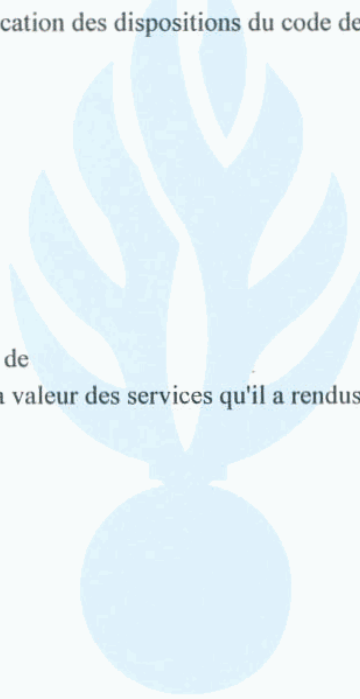 cation des dispositions du code de
de
valeur des services qu'il a rendus